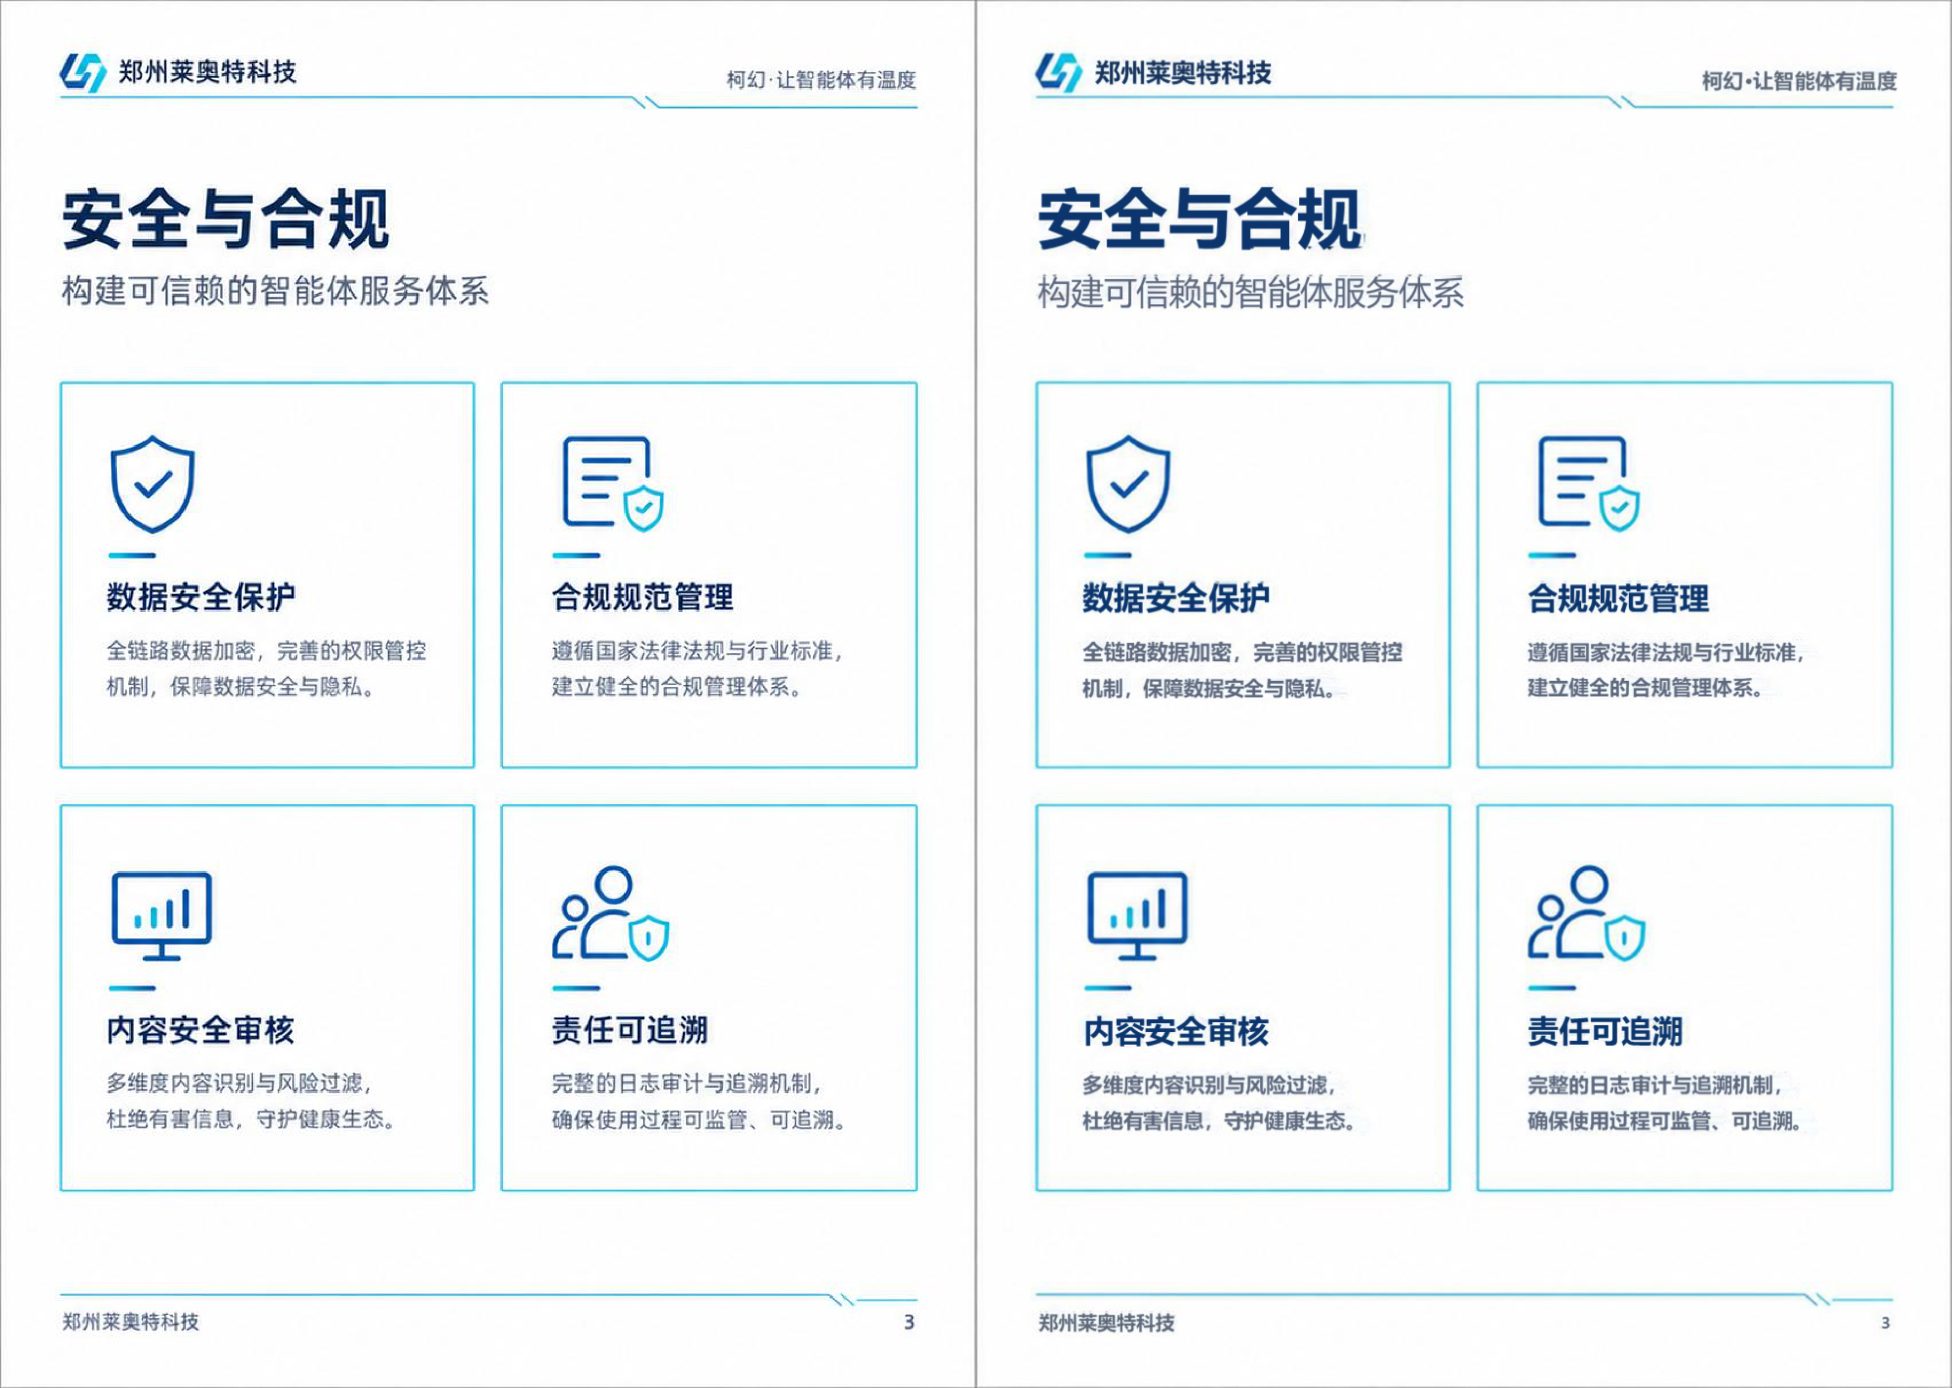 郑州莱奥特科技
柯幻·让智能体有温度
安全与合规
构建可信赖的智能体服务体系
数据安全保护
全链路数据加密，完善的权限管控
机制，保障数据安全与隐私。
合规规范管理
遵循国家法律法规与行业标准，
建立健全的合规管理体系。
内容安全审核
多维度内容识别与风险过滤，
杜绝有害信息，守护健康生态。
责任可追溯
完整的日志审计与追溯机制，
确保使用过程可监管、可追溯。
郑州莱奥特科技
3
郑州莱奥特科技
柯幻•让智能体有温度
安全与合规
构建可信赖的智能体服务体系
数据安全保护
全链路数据加密，完善的权限管控
机制，保障数据安全与隐私。
合规规范管理
遵循国家法律法规与行业标准，
建立健全的合规管理体系。
内容安全审核
多维度内容识别与风险过滤，
杜绝有害信息，守护健康生态。
责任可追溯
完整的日志审计与追溯机制，
确保使用过程可监管、可追溯。
郑州莱奥特科技
3